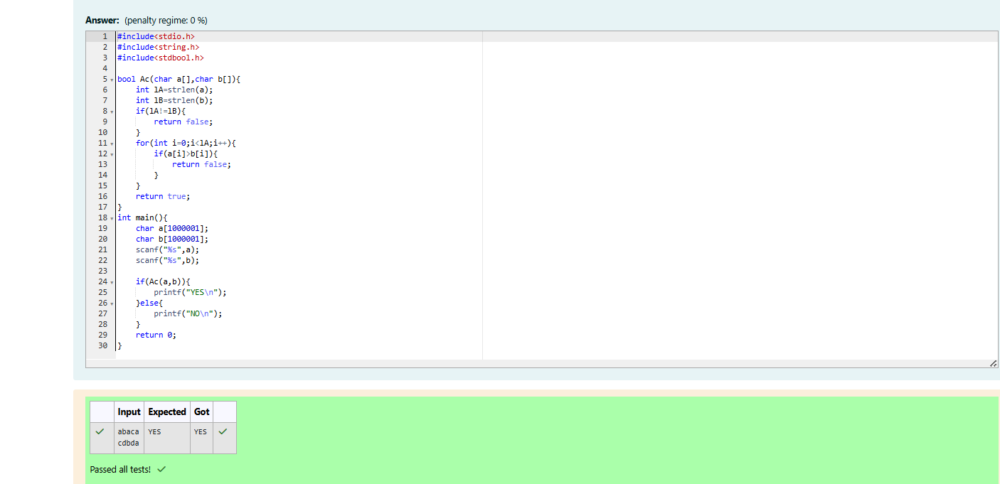 Answer: (penalty regime: 0 %)
1 #include<stdio.h>
2 #include<string.h>
3 #include<stdbool.h>
4
5 bool Ac(char a[],char b[]){
6     int lA=strlen(a);
7     int lB=strlen(b);
8     if(lA!=lB){
9         return false;
10     }
11     for(int i=0;i<lA;i++){
12         if(a[i]>b[i]){
13             return false;
14         }
15     }
16     return true;
17 }
18 int main(){
19     char a[1000001];
20     char b[1000001];
21     scanf("%s",a);
22     scanf("%s",b);
23
24     if(Ac(a,b)){
25         printf("YES\n");
26     }else{
27         printf("NO\n");
28     }
29     return 0;
30 }
Input Expected Got
abaca YES YES
cdbda
Passed all tests!